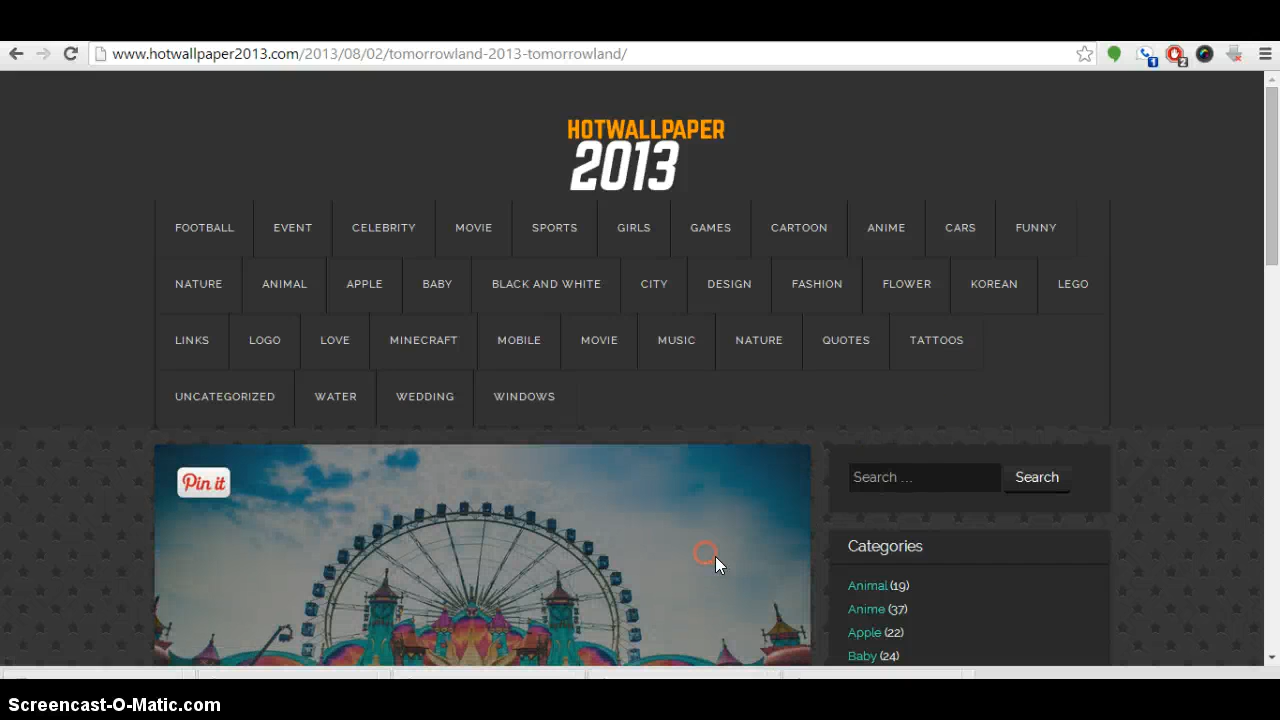 www.hotwallpaper2013.com/2013/08/02/tomorrowland-2013-tomorrowland/
1
2
HOTWALLPAPER
2013
FOOTBALL EVENT CELEBRITY MOVIE SPORTS GIRLS GAMES CARTOON ANIME CARS FUNNY
NATURE ANIMAL APPLE BABY BLACK AND WHITE CITY DESIGN FASHION FLOWER KOREAN LEGO
LINKS LOGO LOVE MINECRAFT MOBILE MOVIE MUSIC NATURE QUOTES TATTOOS
UNCATEGORIZED WATER WEDDING WINDOWS
Pin it
Search ... Search
Categories
Animal (19)
Anime (37)
Apple (22)
Baby (24)
Screencast-O-Matic.com